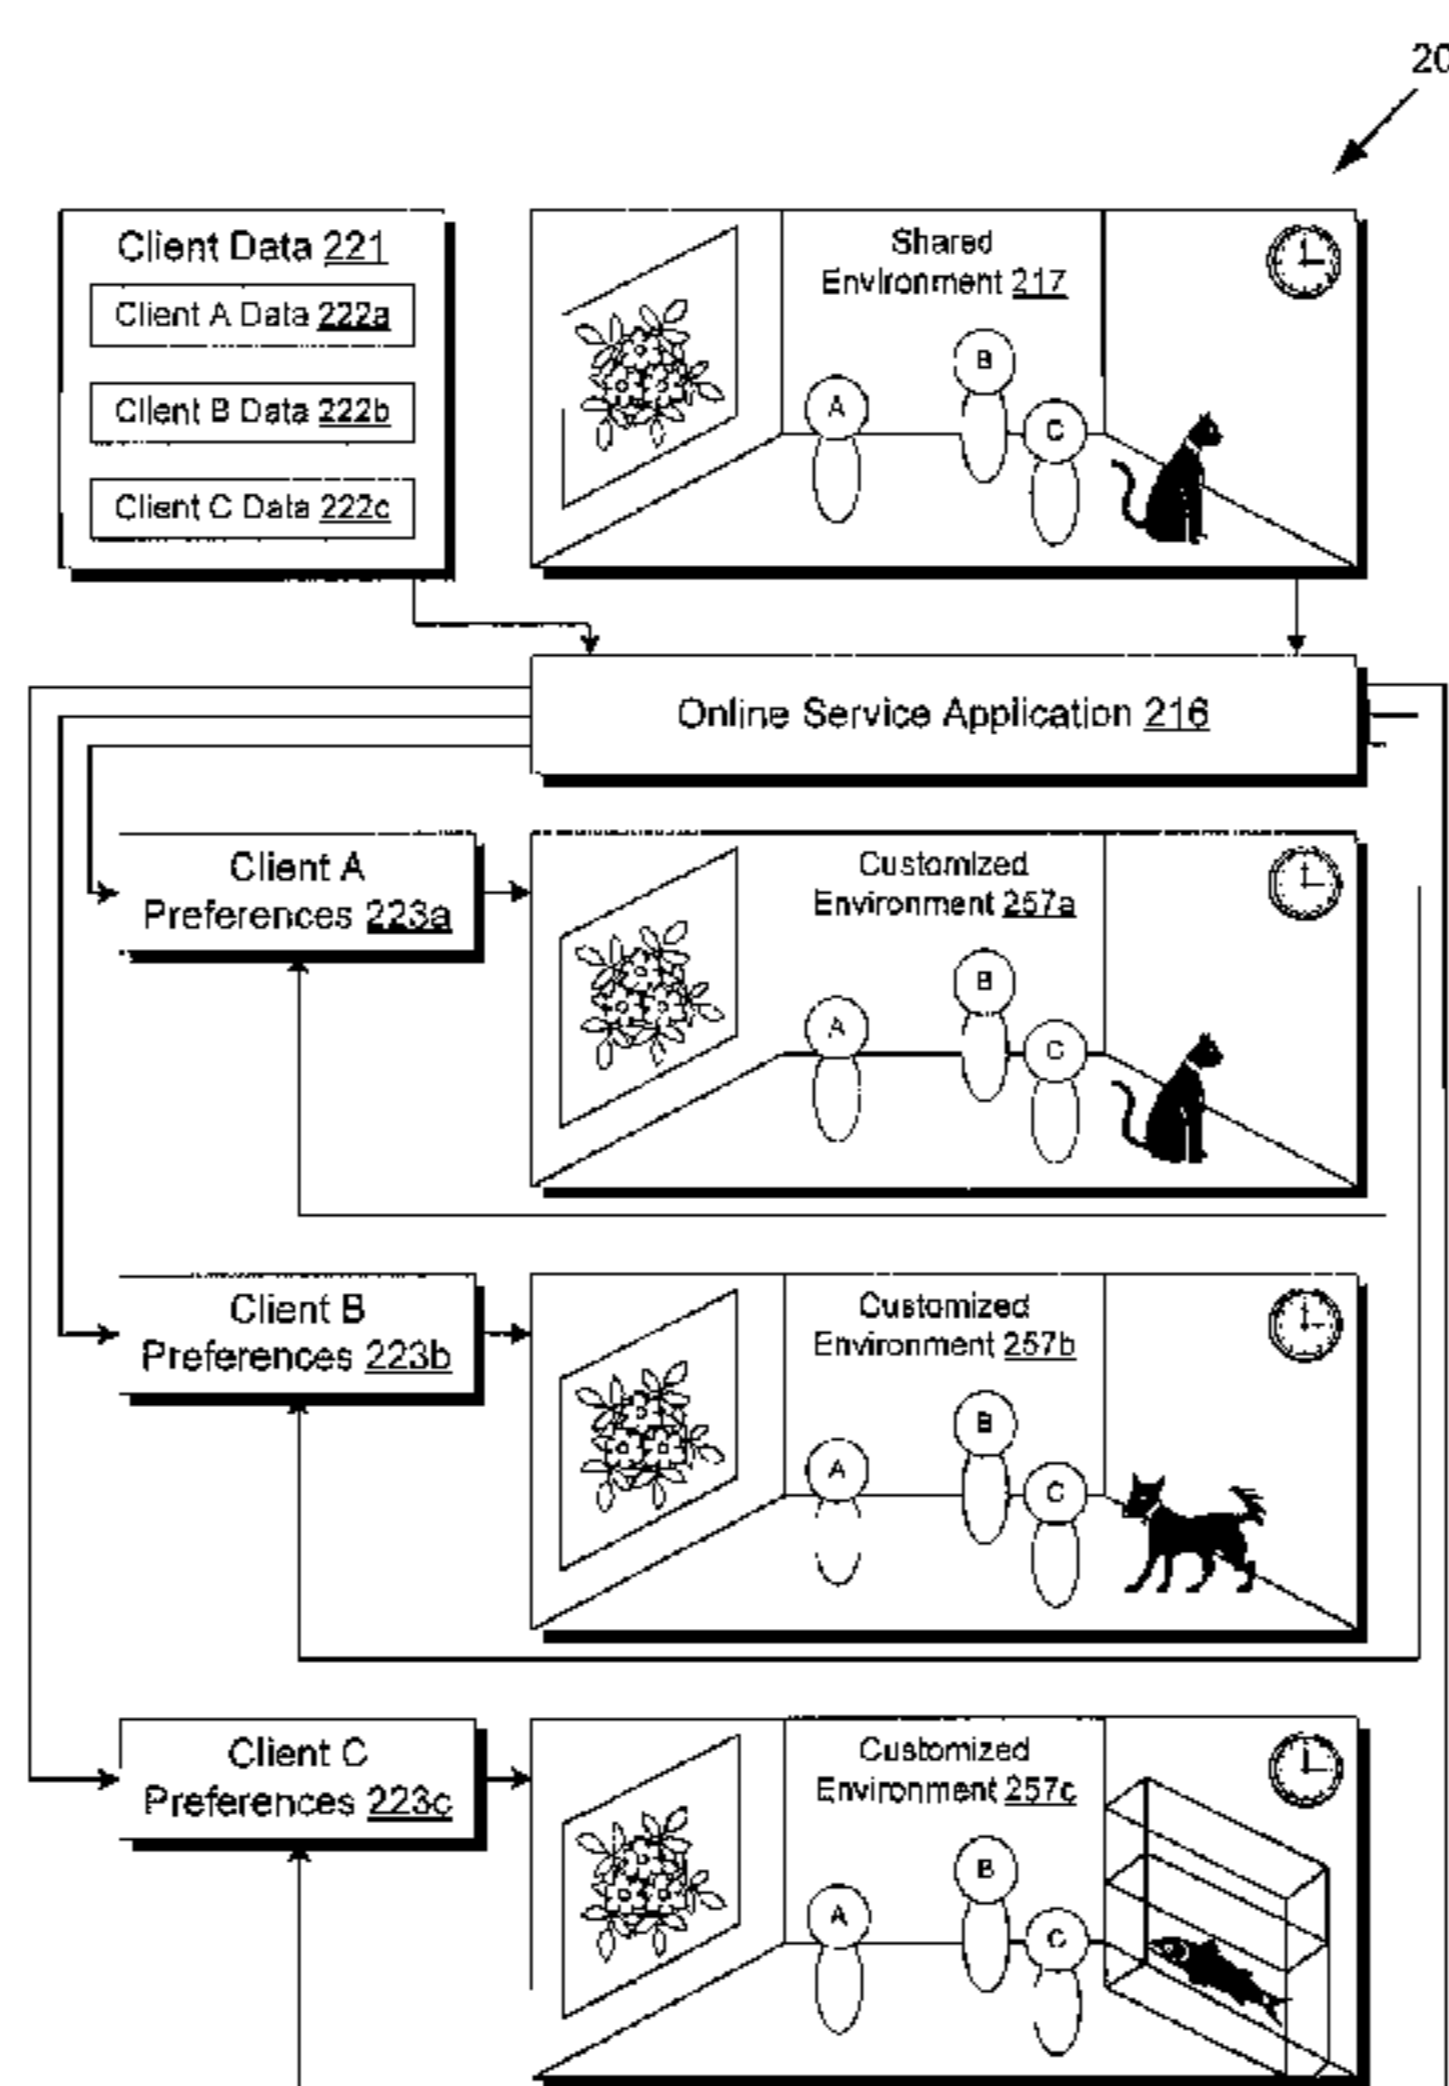 20
Client Data 221
Client A Data 222a
Client B Data 222b
Client C Data 222c
Shared
Environment 217
A
B
C
Online Service Application 216
Client A
Preferences 223a
Customized
Environment 257a
A
B
C
Client B
Preferences 223b
Customized
Environment 257b
A
B
C
Client C
Preferences 223c
Customized
Environment 257c
A
B
C